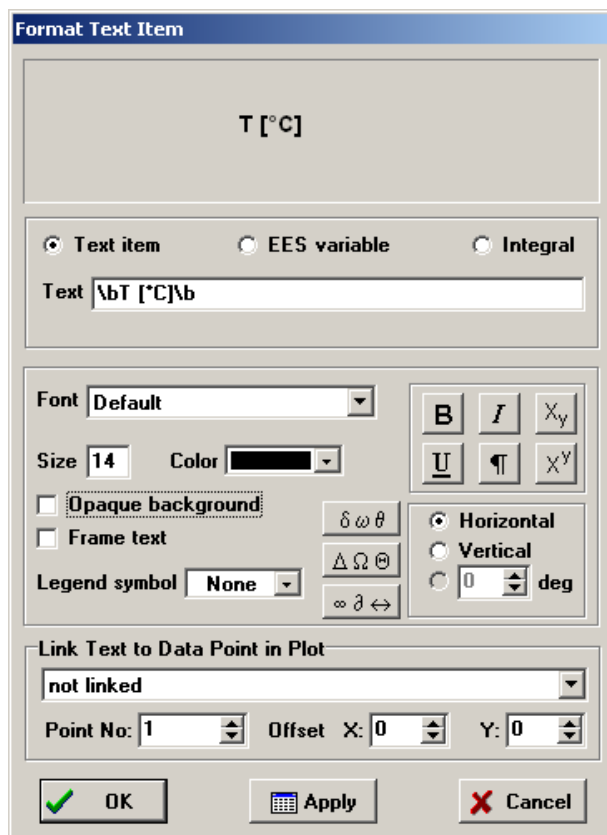 Format Text Item
T [°C]
Text item EES variable Integral
Text \bT [°C]\b
Font Default
B I Xy
Size 14 Color
U ¶ Xy
Opaque background
δ ω θ
Horizontal
Frame text
Vertical
Δ Ω Θ
Legend symbol None
0 deg
∞ ∂ ↔
Link Text to Data Point in Plot
not linked
Point No: 1 Offset X: 0 Y: 0
OK Apply Cancel